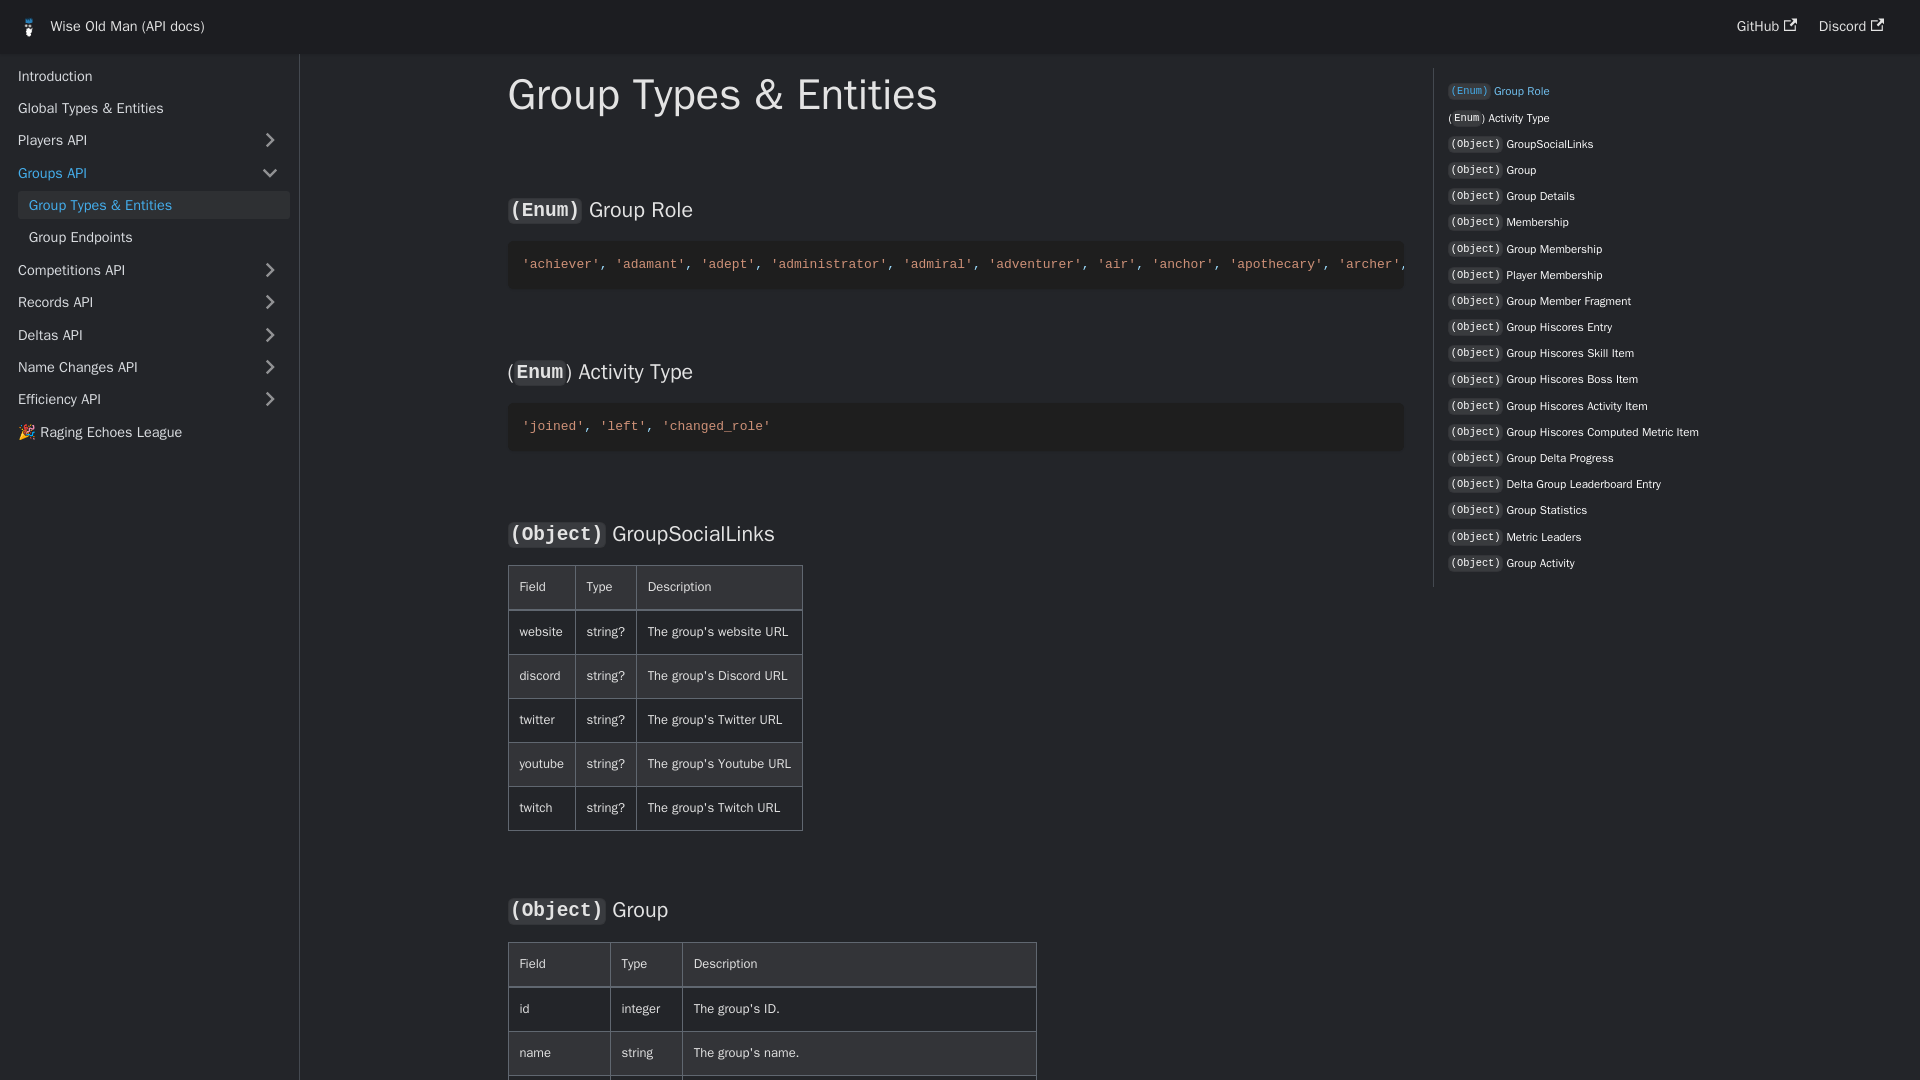 Wise Old Man (API docs)
GitHub
Discord
Introduction
Global Types & Entities
Players API
Groups API
Group Types & Entities
Group Endpoints
Competitions API
Records API
Deltas API
Name Changes API
Efficiency API
🎉 Raging Echoes League
Group Types & Entities
(Enum) Group Role
'achiever', 'adamant', 'adept', 'administrator', 'admiral', 'adventurer', 'air', 'anchor', 'apothecary', 'archer',
(Enum) Activity Type
'joined', 'left', 'changed_role'
(Object) GroupSocialLinks
Field Type Description
website string? The group's website URL
discord string? The group's Discord URL
twitter string? The group's Twitter URL
youtube string? The group's Youtube URL
twitch string? The group's Twitch URL
(Object) Group
Field Type Description
id integer The group's ID.
name string The group's name.
(Enum) Group Role
(Enum) Activity Type
(Object) GroupSocialLinks
(Object) Group
(Object) Group Details
(Object) Membership
(Object) Group Membership
(Object) Player Membership
(Object) Group Member Fragment
(Object) Group Hiscores Entry
(Object) Group Hiscores Skill Item
(Object) Group Hiscores Boss Item
(Object) Group Hiscores Activity Item
(Object) Group Hiscores Computed Metric Item
(Object) Group Delta Progress
(Object) Delta Group Leaderboard Entry
(Object) Group Statistics
(Object) Metric Leaders
(Object) Group Activity